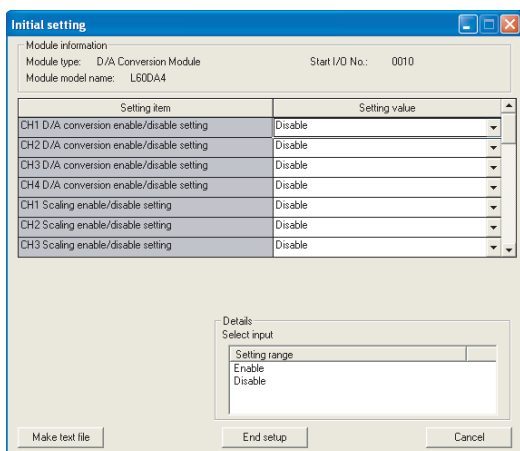 Initial setting
Module information
Module type: D/A Conversion Module Start I/O No.: 0010
Module model name: L60DA4
Setting item Setting value
CH1 D/A conversion enable/disable setting Disable
CH2 D/A conversion enable/disable setting Disable
CH3 D/A conversion enable/disable setting Disable
CH4 D/A conversion enable/disable setting Disable
CH1 Scaling enable/disable setting Disable
CH2 Scaling enable/disable setting Disable
CH3 Scaling enable/disable setting Disable
Details
Select input
Setting range
Enable
Disable
Make text file End setup Cancel